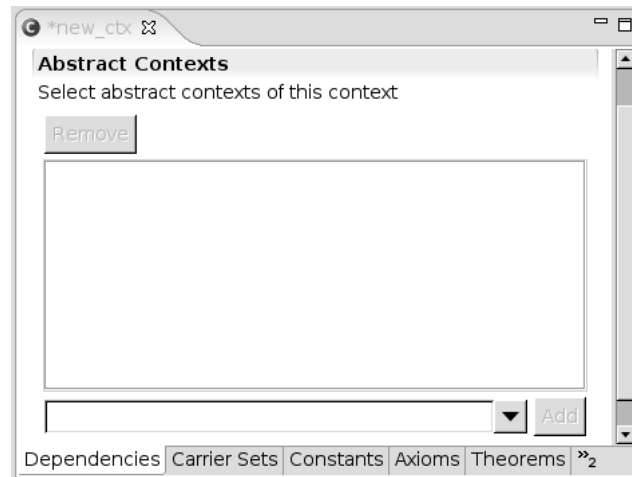 *new_ctx
Abstract Contexts
Select abstract contexts of this context
Remove
Add
Dependencies Carrier Sets Constants Axioms Theorems »2